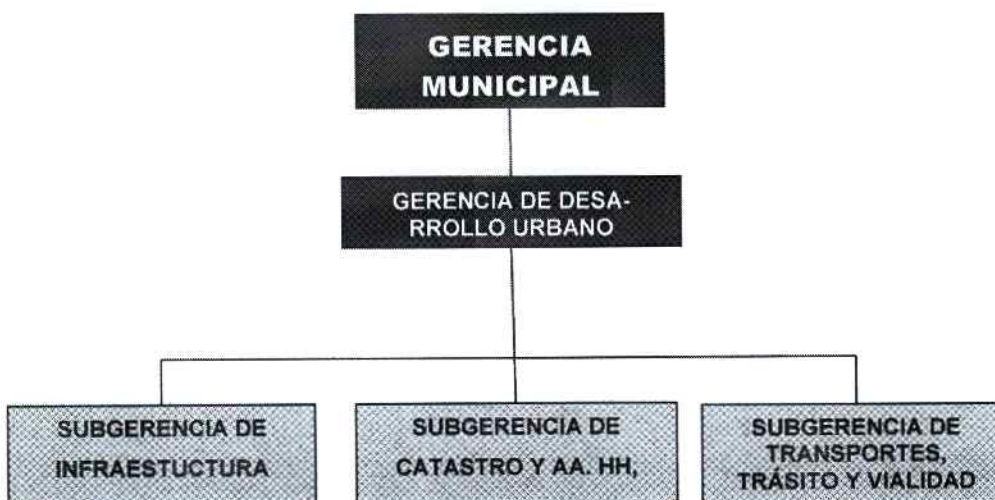 GERENCIA
MUNICIPAL
GERENCIA DE DESA-
RROLLO URBANO
SUBGERENCIA DE
INFRAESTUCTURA
SUBGERENCIA DE
CATASTRO Y AA. HH,
SUBGERENCIA DE
TRANSPORTES,
TRÁSITO Y VIALIDAD